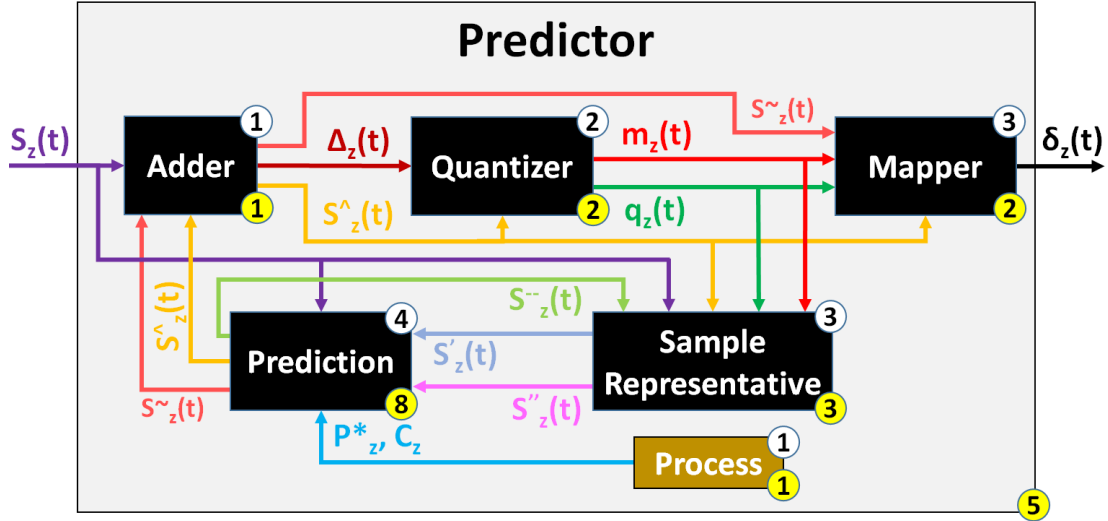 Predictor
S~z(t)
1
2
3
Sz(t)
Adder
Δz(t)
Quantizer
mz(t)
Mapper
δz(t)
1
S^z(t)
2
qz(t)
2
S--z(t)
4
3
S^z(t)
Prediction
S'z(t)
Sample
Representative
S~z(t)
8
S''z(t)
3
P*z, Cz
Process
1
1
5